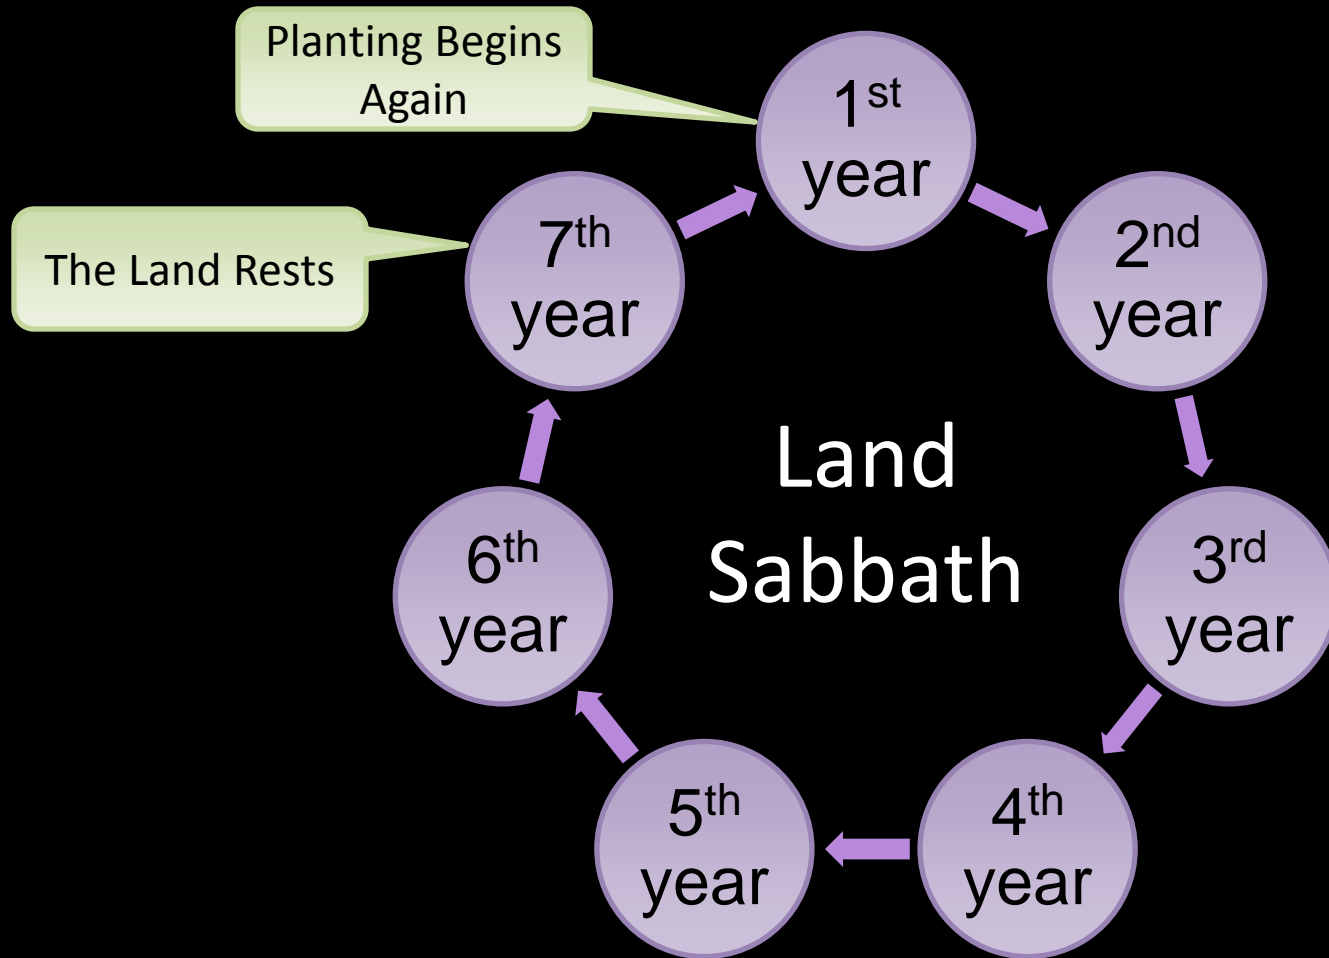 Planting Begins
Again
1st
year
2nd
year
3rd
year
4th
year
5th
year
6th
year
7th
year
The Land Rests
Land
Sabbath